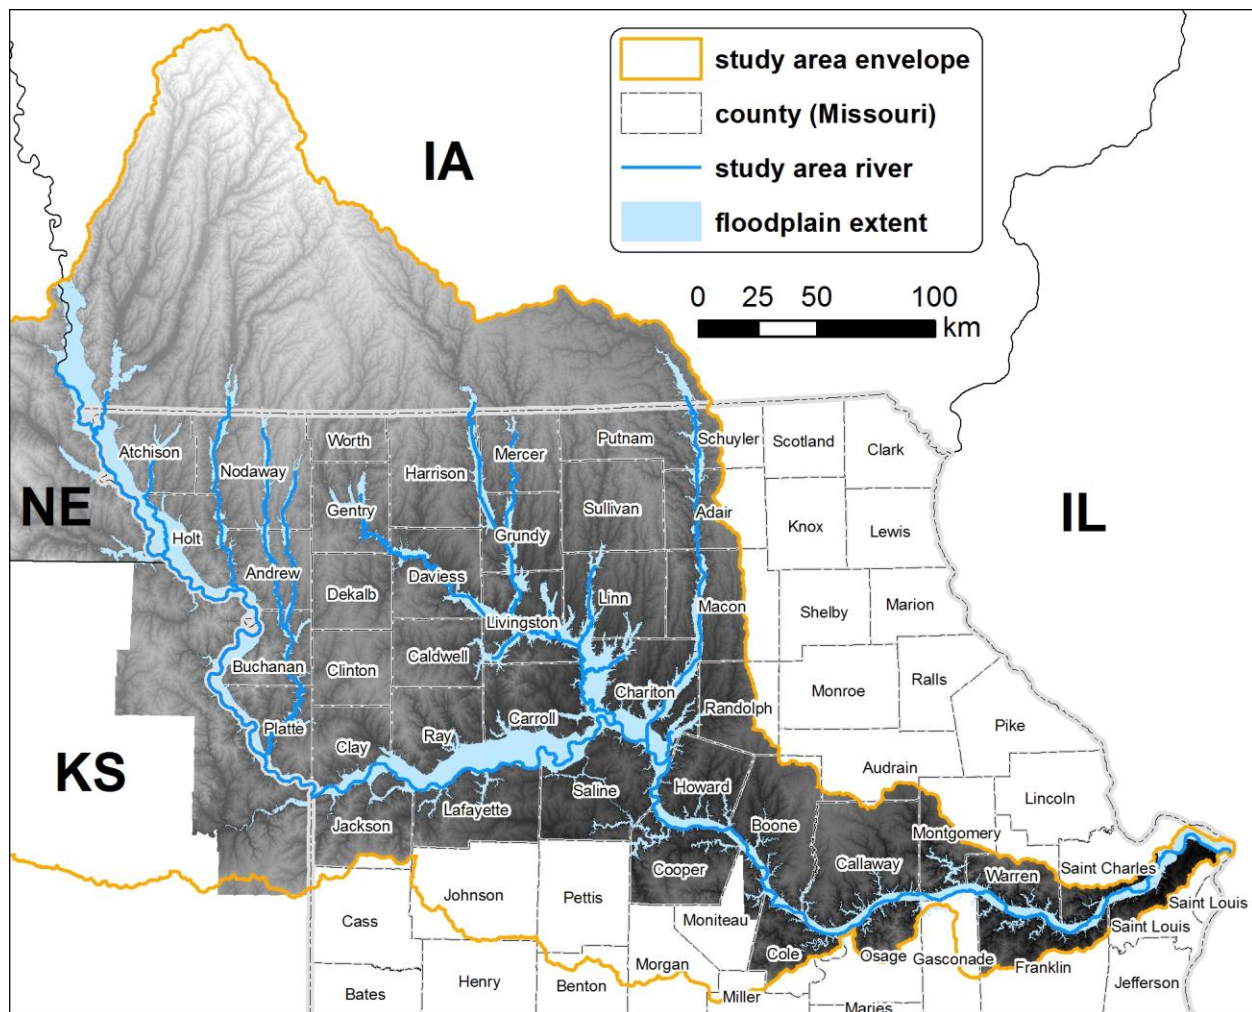 study area envelope
county (Missouri)
study area river
floodplain extent
0 25 50 100
km
IA
NE
KS
IL
Atchison
Nodaway
Worth
Harrison
Mercer
Putnam
Schuyler
Scotland
Clark
Gentry
Sullivan
Adair
Knox
Lewis
Holt
Andrew
Dekalb
Daviess
Grundy
Livingston
Linn
Macon
Shelby
Marion
Buchanan
Clinton
Caldwell
Chariton
Randolph
Monroe
Ralls
Pike
Platte
Clay
Ray
Carroll
Audrain
Lincoln
Jackson
Lafayette
Saline
Howard
Boone
Callaway
Montgomery
Warren
Saint Charles
Saint Louis
Saint Louis
Cass
Johnson
Pettis
Cooper
Moniteau
Cole
Osage
Gasconade
Franklin
Jefferson
Bates
Henry
Benton
Morgan
Miller
Maries